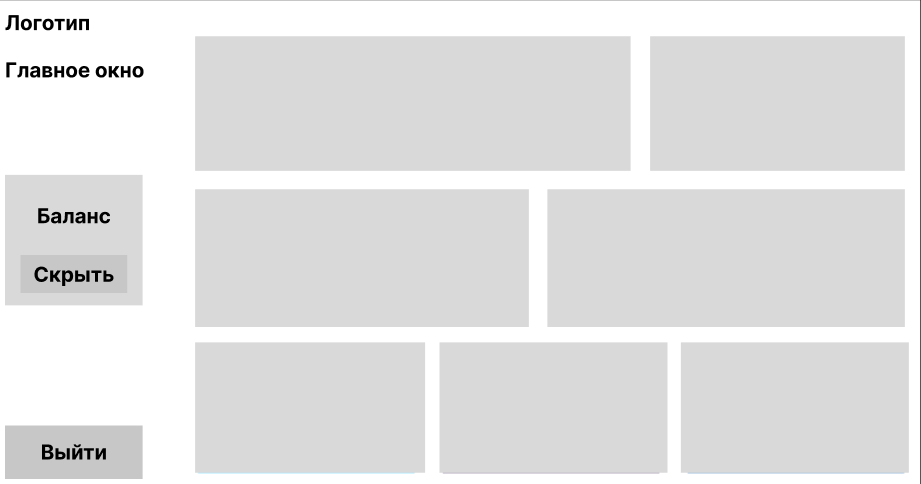 Логотип
Главное окно
Баланс
Скрыть
Выйти